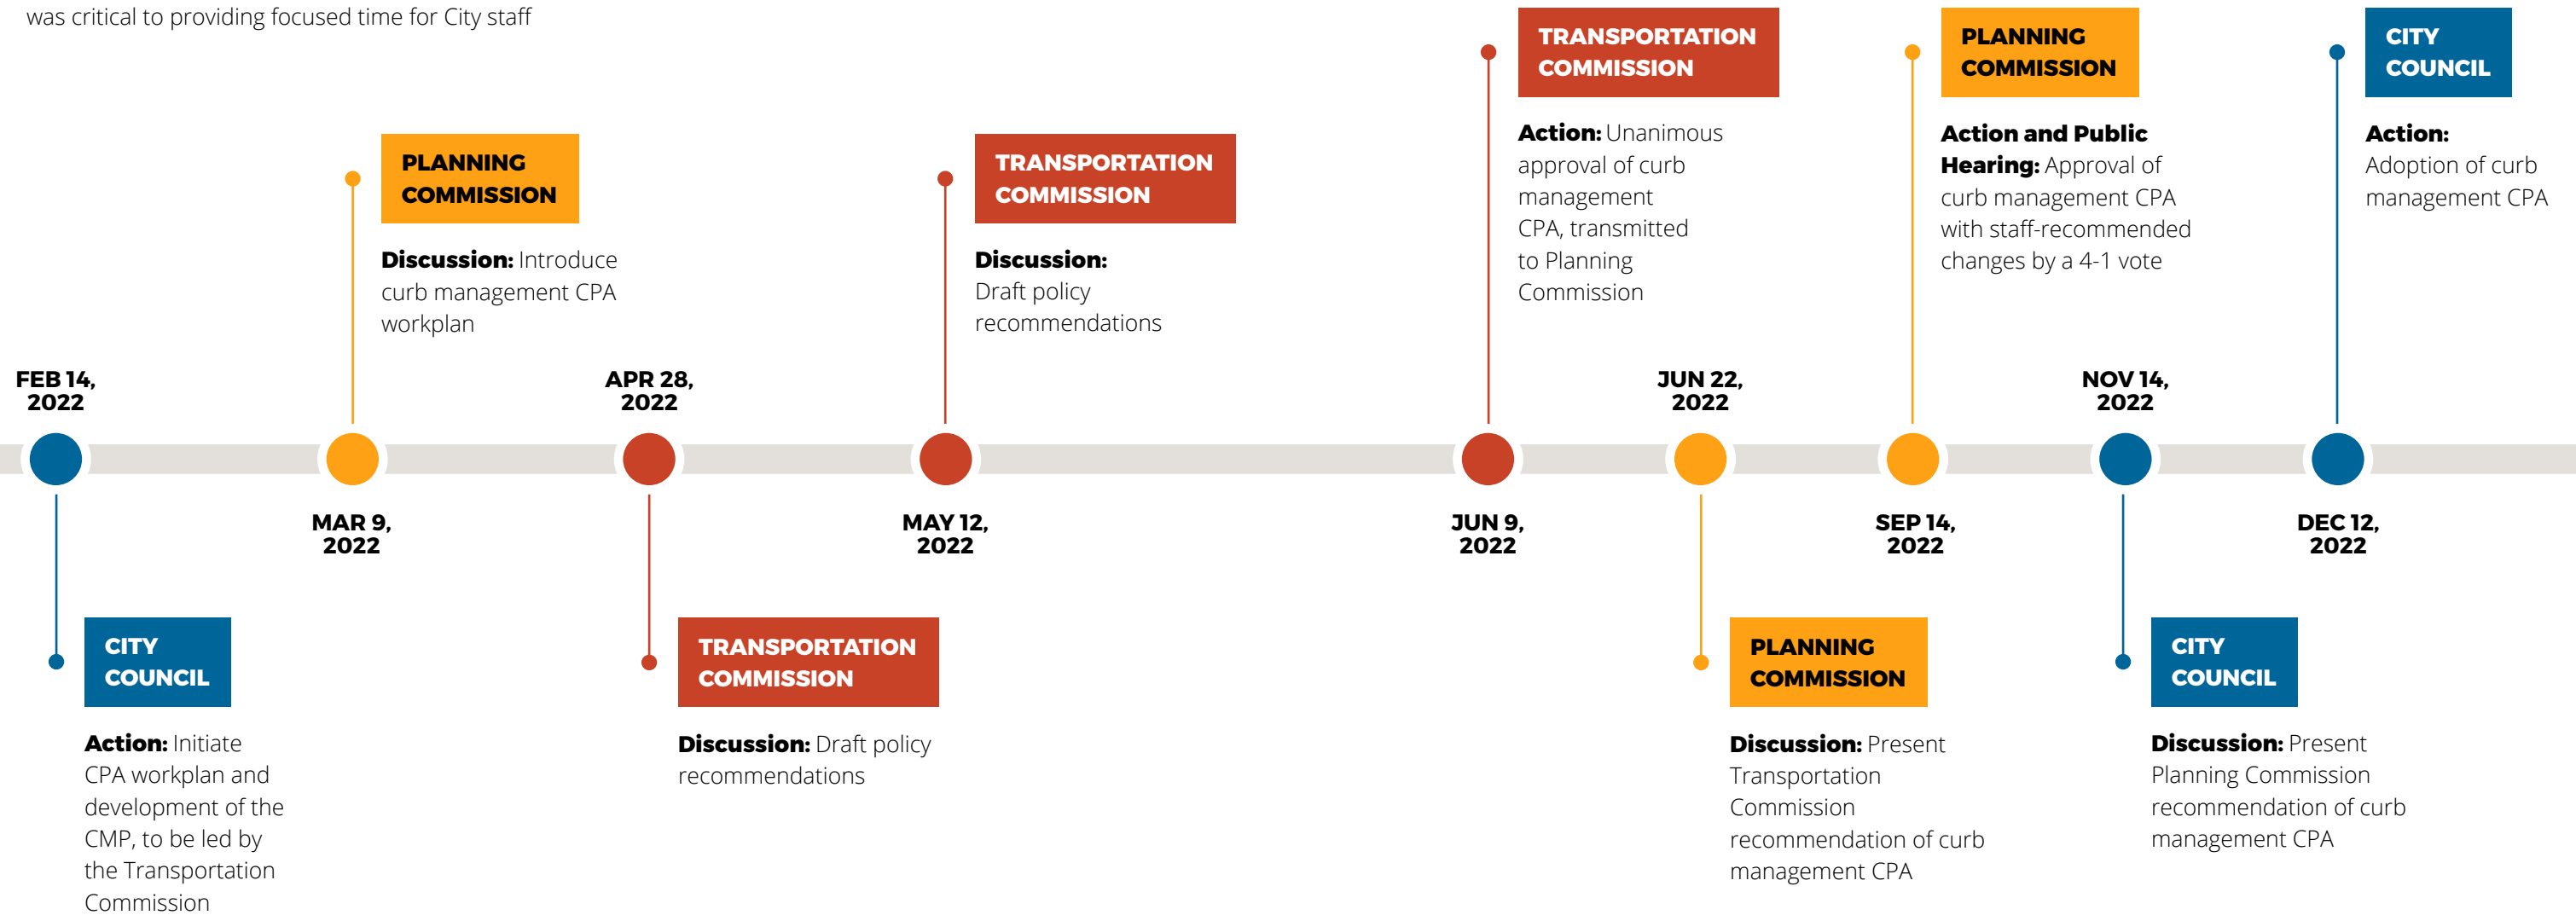 was critical to providing focused time for City staff
FEB 14,
2022
CITY
COUNCIL
Action: Initiate
CPA workplan and
development of the
CMP, to be led by
the Transportation
Commission
PLANNING
COMMISSION
Discussion: Introduce
curb management CPA
workplan
MAR 9,
2022
APR 28,
2022
TRANSPORTATION
COMMISSION
Discussion: Draft policy
recommendations
TRANSPORTATION
COMMISSION
Discussion:
Draft policy
recommendations
MAY 12,
2022
TRANSPORTATION
COMMISSION
Action: Unanimous
approval of curb
management
CPA, transmitted
to Planning
Commission
JUN 9,
2022
JUN 22,
2022
PLANNING
COMMISSION
Discussion: Present
Transportation
Commission
recommendation of curb
management CPA
PLANNING
COMMISSION
Action and Public
Hearing: Approval of
curb management CPA
with staff-recommended
changes by a 4-1 vote
SEP 14,
2022
NOV 14,
2022
CITY
COUNCIL
Discussion: Present
Planning Commission
recommendation of curb
management CPA
CITY
COUNCIL
Action:
Adoption of curb
management CPA
DEC 12,
2022